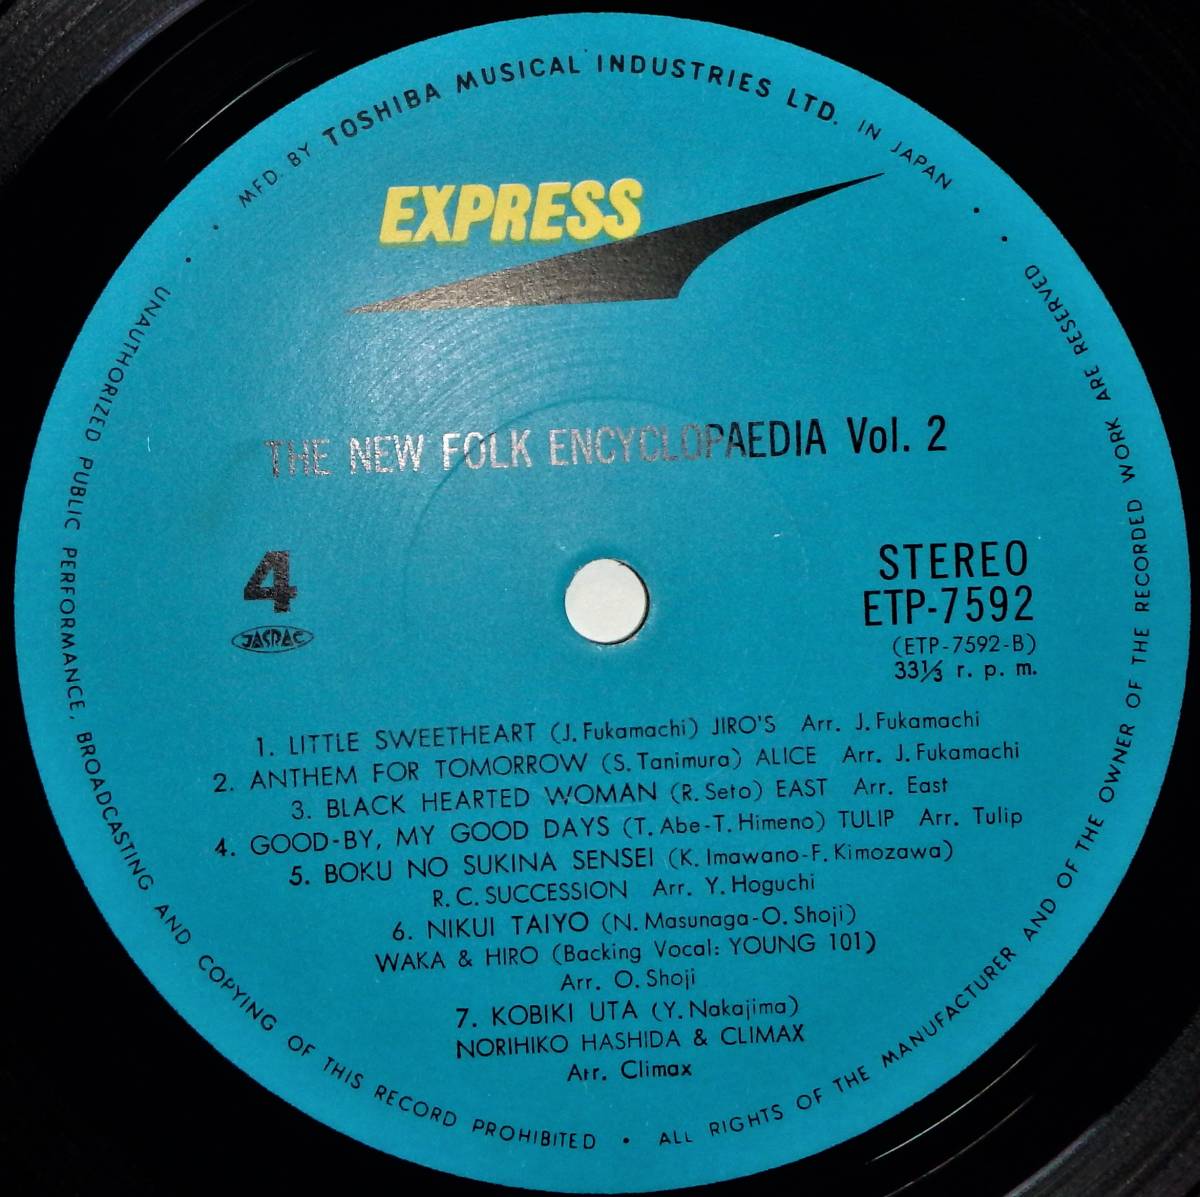 MFD. BY TOSHIBA MUSICAL INDUSTRIES LTD. IN JAPAN
EXPRESS
THE NEW FOLK ENCYCLOPAEDIA Vol. 2
4
JASRAC
STEREO
ETP-7592
(ETP-7592-B)
33⅓ r. p. m.
1. LITTLE SWEETHEART (J. Fukamachi) JIRO'S Arr. J. Fukamachi
2. ANTHEM FOR TOMORROW (S. Tanimura) ALICE Arr. J. Fukamachi
3. BLACK HEARTED WOMAN (R. Seto) EAST Arr. East
4. GOOD-BY, MY GOOD DAYS (T. Abe-T. Himeno) TULIP Arr. Tulip
5. BOKU NO SUKINA SENSEI (K. Imawano-F. Kimozawa)
R. C. SUCCESSION Arr. Y. Hoguchi
6. NIKUI TAIYO (N. Masunaga-O. Shoji)
WAKA & HIRO (Backing Vocal: YOUNG 101)
Arr. O. Shoji
7. KOBIKI UTA (Y. Nakajima)
NORIHIKO HASHIDA & CLIMAX
Arr. Climax
UNAUTHORIZED PUBLIC PERFORMANCE, BROADCASTING AND COPYING OF THIS RECORD PROHIBITED • ALL RIGHTS OF THE MANUFACTURER AND OF THE OWNER OF THE RECORDED WORK ARE RESERVED